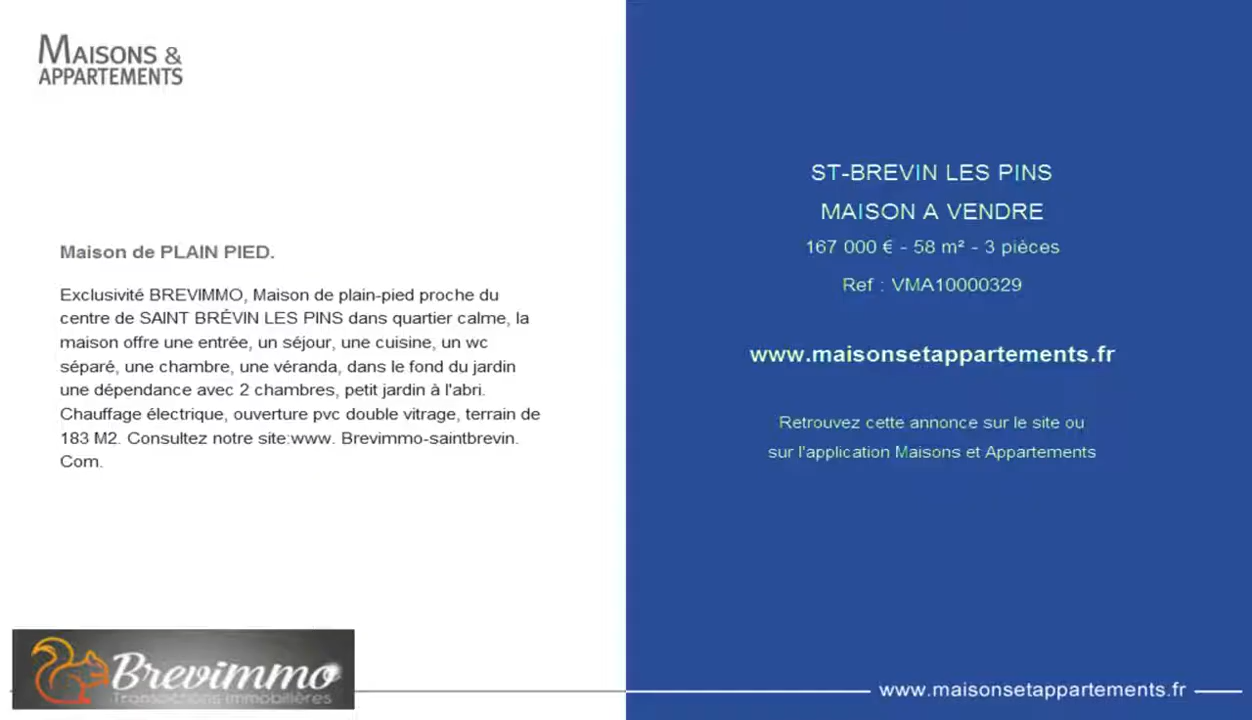 MAISONS &
APPARTEMENTS
Maison de PLAIN PIED.
Exclusivité BREVIMMO, Maison de plain-pied proche du
centre de SAINT BRÉVIN LES PINS dans quartier calme, la
maison offre une entrée, un séjour, une cuisine, un wc
séparé, une chambre, une véranda, dans le fond du jardin
une dépendance avec 2 chambres, petit jardin à l'abri.
Chauffage électrique, ouverture pvc double vitrage, terrain de
183 M2. Consultez notre site:www. Brevimmo-saintbrevin.
Com.
Brevimmo
Transactions immobilières
ST-BREVIN LES PINS
MAISON A VENDRE
167 000 € - 58 m² - 3 pièces
Ref : VMA10000329
www.maisonsetappartements.fr
Retrouvez cette annonce sur le site ou
sur l'application Maisons et Appartements
www.maisonsetappartements.fr